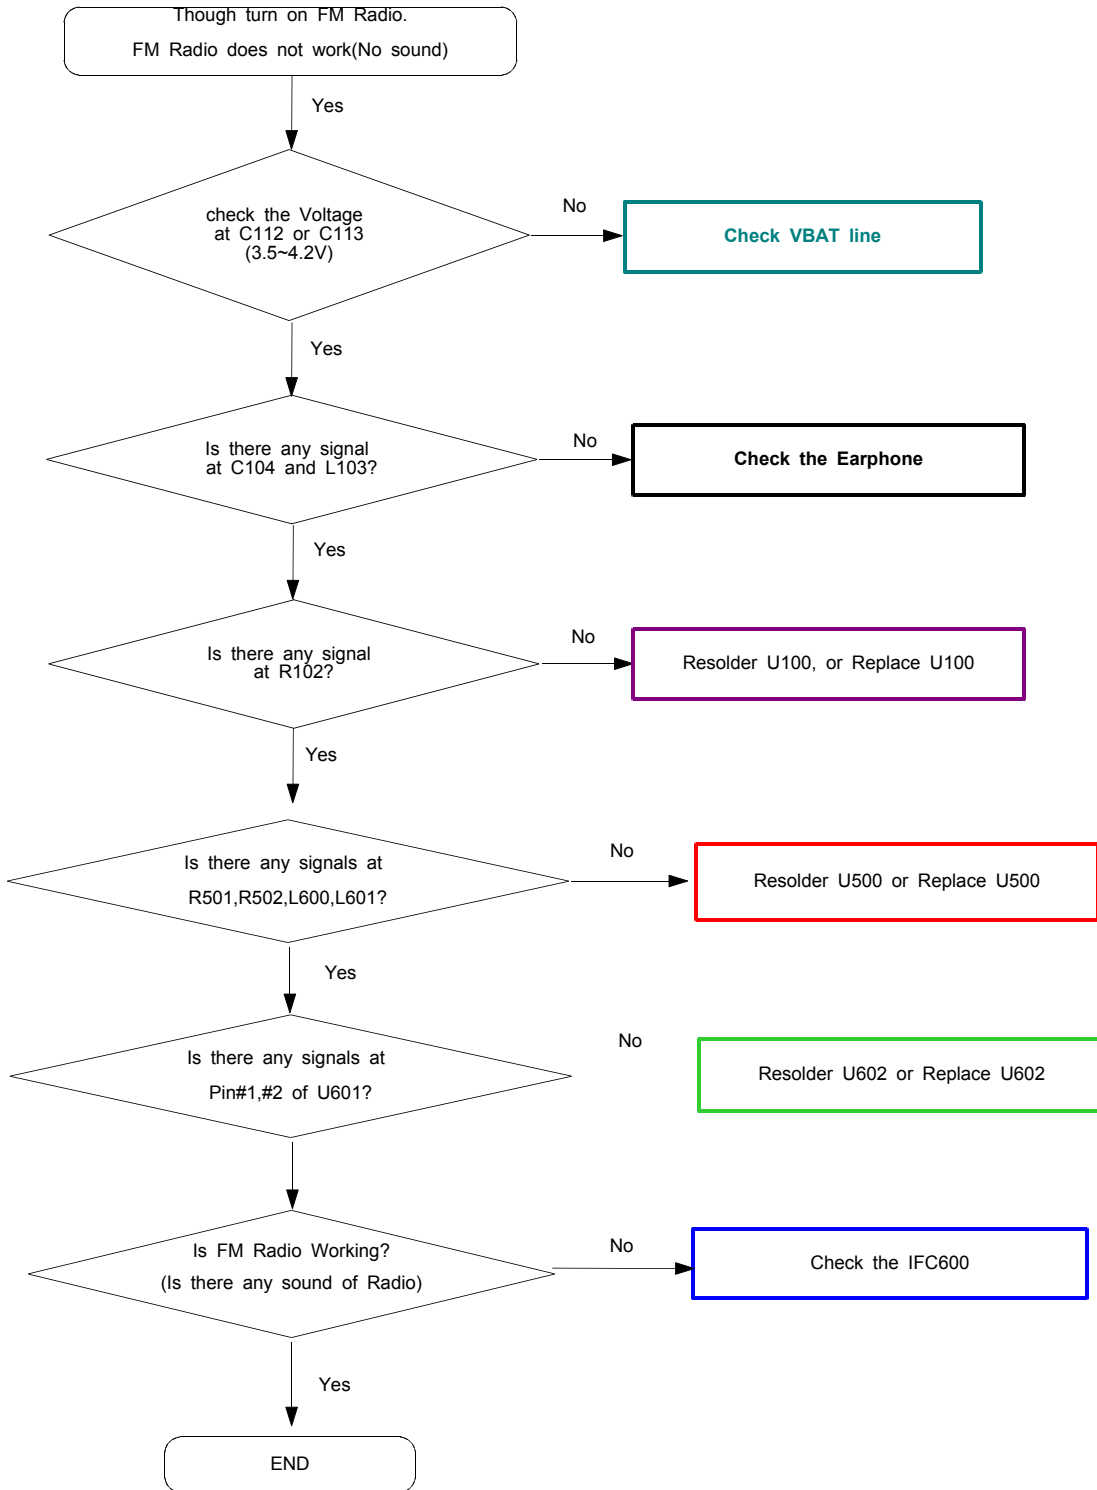 Though turn on FM Radio.
FM Radio does not work(No sound)
Yes
check the Voltage
at C112 or C113
(3.5~4.2V)
No
Check VBAT line
Yes
Is there any signal
at C104 and L103?
No
Check the Earphone
Yes
Is there any signal
at R102?
No
Resolder U100, or Replace U100
Yes
Is there any signals at
R501,R502,L600,L601?
No
Resolder U500 or Replace U500
Yes
Is there any signals at
Pin#1,#2 of U601?
No
Resolder U602 or Replace U602
Is FM Radio Working?
(Is there any sound of Radio)
No
Check the IFC600
Yes
END